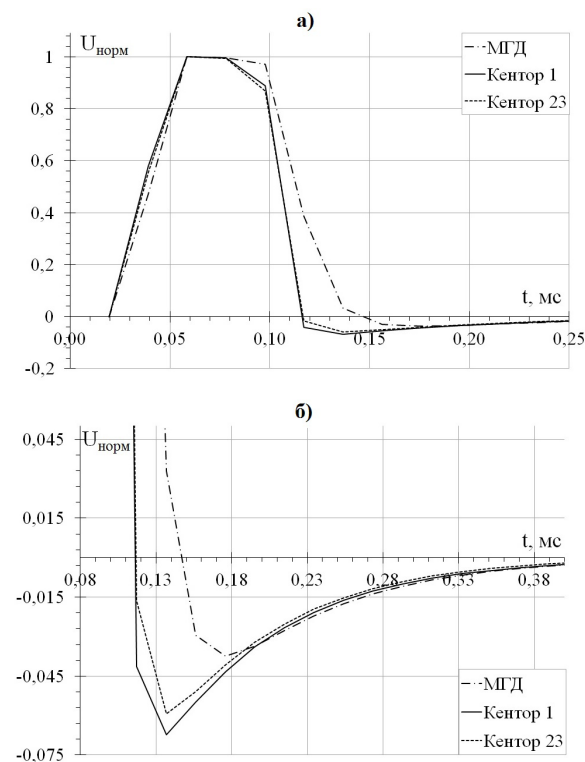 а)
Uнорм
МГД
Кентор 1
Кентор 23
1
0,8
0,6
0,4
0,2
0
-0,2
t, мс
0,00 0,05 0,10 0,15 0,20 0,25
б)
Uнорм
0,045
0,015
-0,015
-0,045
-0,075
t, мс
0,08 0,13 0,18 0,23 0,28 0,33 0,38
МГД
Кентор 1
Кентор 23